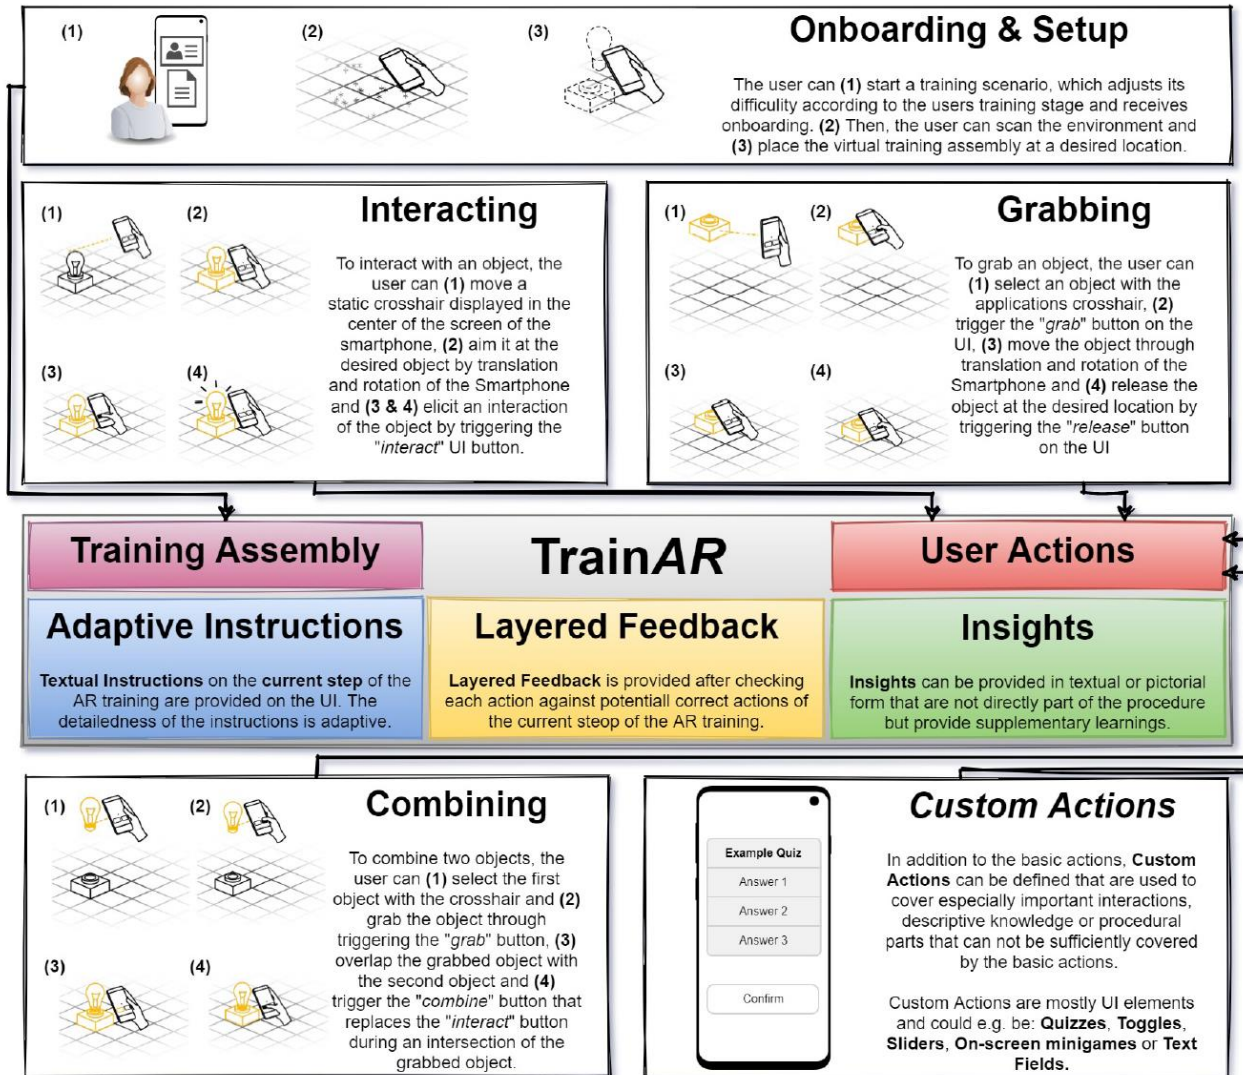 Onboarding & Setup
(1)
(2)
(3)
The user can (1) start a training scenario, which adjusts its
difficulty according to the users training stage and receives
onboarding. (2) Then, the user can scan the environment and
(3) place the virtual training assembly at a desired location.
Interacting
(1)
(2)
(3)
(4)
To interact with an object, the
user can (1) move a
static crosshair displayed in the
center of the screen of the
smartphone, (2) aim it at the
desired object by translation
and rotation of the Smartphone
and (3 & 4) elicit an interaction
of the object by triggering the
"interact" UI button.
Grabbing
(1)
(2)
(3)
(4)
To grab an object, the user can
(1) select an object with the
applications crosshair, (2)
trigger the "grab" button on the
UI, (3) move the object through
translation and rotation of the
Smartphone and (4) release the
object at the desired location by
triggering the "release" button
on the UI
Training Assembly
TrainAR
User Actions
Adaptive Instructions
Textual Instructions on the current step of the
AR training are provided on the UI. The
detailedness of the instructions is adaptive.
Layered Feedback
Layered Feedback is provided after checking
each action against potentiall correct actions of
the current steop of the AR training.
Insights
Insights can be provided in textual or pictorial
form that are not directly part of the procedure
but provide supplementary learnings.
Combining
(1)
(2)
(3)
(4)
To combine two objects, the
user can (1) select the first
object with the crosshair and (2)
grab the object through
triggering the "grab" button, (3)
overlap the grabbed object with
the second object and (4)
trigger the "combine" button that
replaces the "interact" button
during an intersection of the
grabbed object.
Example Quiz
Answer 1
Answer 2
Answer 3
Confirm
Custom Actions
In addition to the basic actions, Custom
Actions can be defined that are used to
cover especially important interactions,
descriptive knowledge or procedural
parts that can not be sufficiently covered
by the basic actions.
Custom Actions are mostly UI elements
and could e.g. be: Quizzes, Toggles,
Sliders, On-screen minigames or Text
Fields.